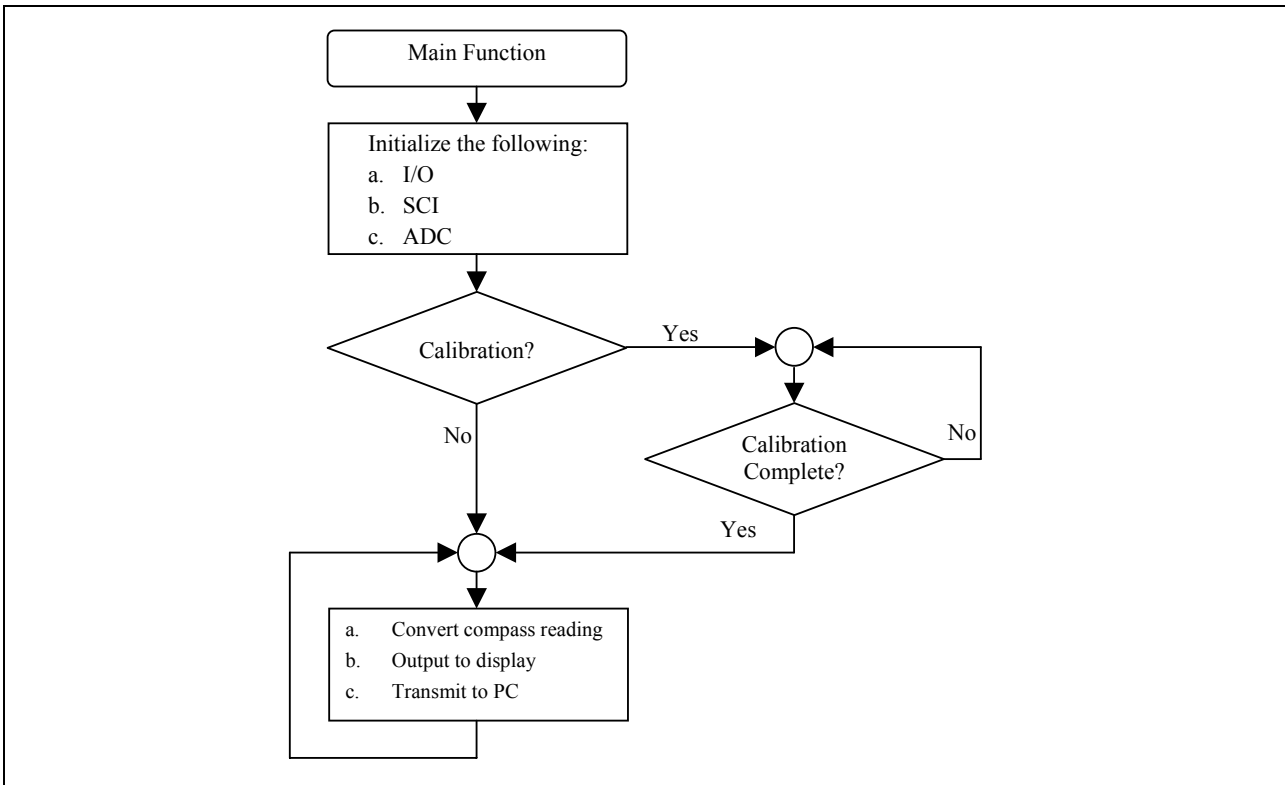 Main Function
Initialize the following:
a. I/O
b. SCI
c. ADC
Calibration?
Yes
No
Calibration
Complete?
No
Yes
a. Convert compass reading
b. Output to display
c. Transmit to PC